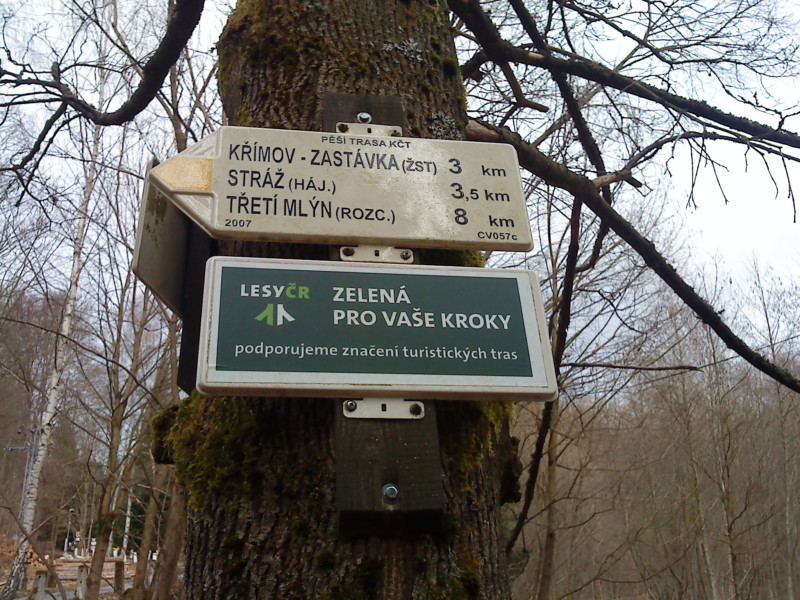 PĚŠÍ TRASA KČT
KŘÍMOV - ZASTÁVKA (ŽST) 3 km
STRÁŽ (HÁJ.) 3,5 km
TŘETÍ MLÝN (ROZC.) 8 km
2007 CV057c
LESY ČR
ZELENÁ
PRO VAŠE KROKY
podporujeme značení turistických tras